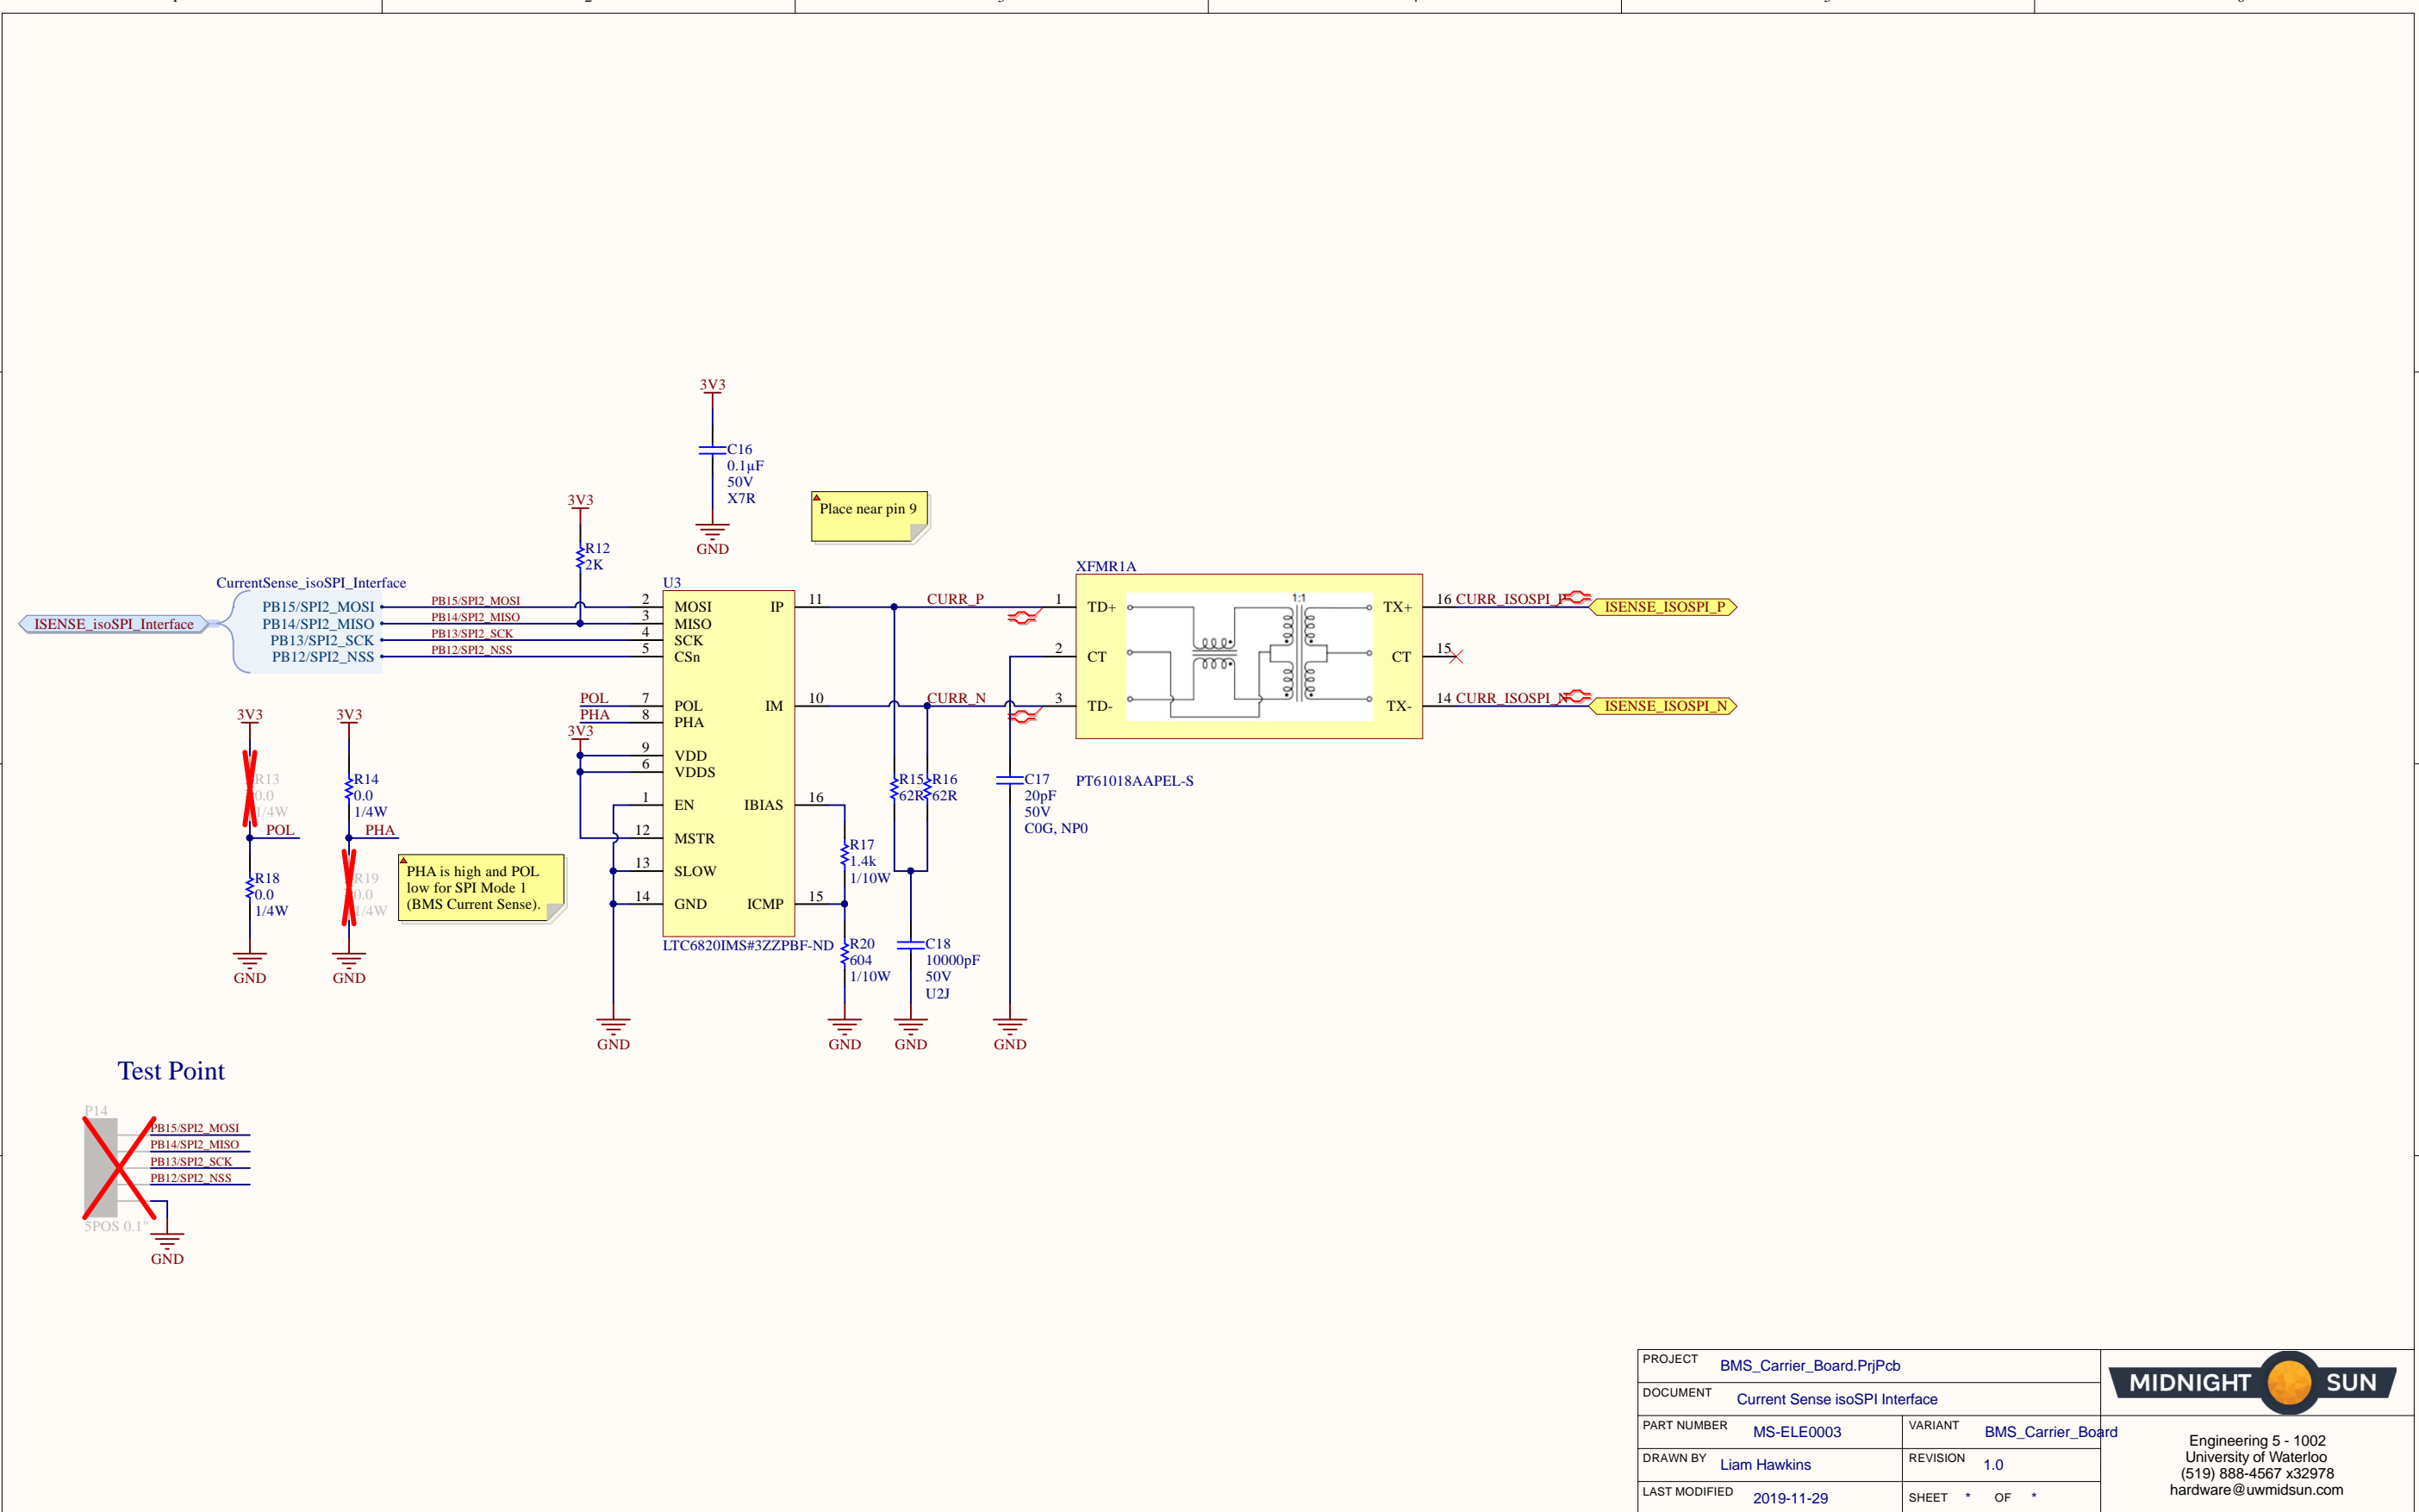 3V3
C16
0.1µF
50V
X7R
GND
Place near pin 9
3V3
R12
2K
CurrentSense_isoSPI_Interface
ISENSE_isoSPI_Interface
PB15/SPI2_MOSI
PB14/SPI2_MISO
PB13/SPI2_SCK
PB12/SPI2_NSS
PB15/SPI2_MOSI
PB14/SPI2_MISO
PB13/SPI2_SCK
PB12/SPI2_NSS
U3
2 MOSI
3 MISO
4 SCK
5 CSn
POL 7 POL
PHA 8 PHA
3V3
9 VDD
6 VDDS
1 EN
12 MSTR
13 SLOW
14 GND
IP 11
IM 10
IBIAS 16
ICMP 15
LTC6820IMS#3ZZPBF-ND
GND
CURR_P
CURR_N
R15
62R
R16
62R
R17
1.4k
1/10W
R20
604
1/10W
GND
C18
10000pF
50V
U2J
GND
C17
20pF
50V
C0G, NP0
GND
XFMR1A
1 TD+
2 CT
3 TD-
1:1
TX+ 16
CT 15
TX- 14
PT61018AAPEL-S
CURR_ISOSPI_P
ISENSE_ISOSPI_P
CURR_ISOSPI_N
ISENSE_ISOSPI_N
3V3
R13
0.0
1/4W
POL
R18
0.0
1/4W
GND
3V3
R14
0.0
1/4W
PHA
R19
0.0
1/4W
GND
PHA is high and POL
low for SPI Mode 1
(BMS Current Sense).
Test Point
P14
PB15/SPI2_MOSI
PB14/SPI2_MISO
PB13/SPI2_SCK
PB12/SPI2_NSS
5POS 0.1"
GND
PROJECT BMS_Carrier_Board.PrjPcb
DOCUMENT Current Sense isoSPI Interface
PART NUMBER MS-ELE0003
VARIANT BMS_Carrier_Board
DRAWN BY Liam Hawkins
REVISION 1.0
LAST MODIFIED 2019-11-29
SHEET * OF *
MIDNIGHT SUN
Engineering 5 - 1002
University of Waterloo
(519) 888-4567 x32978
hardware@uwmidsun.com